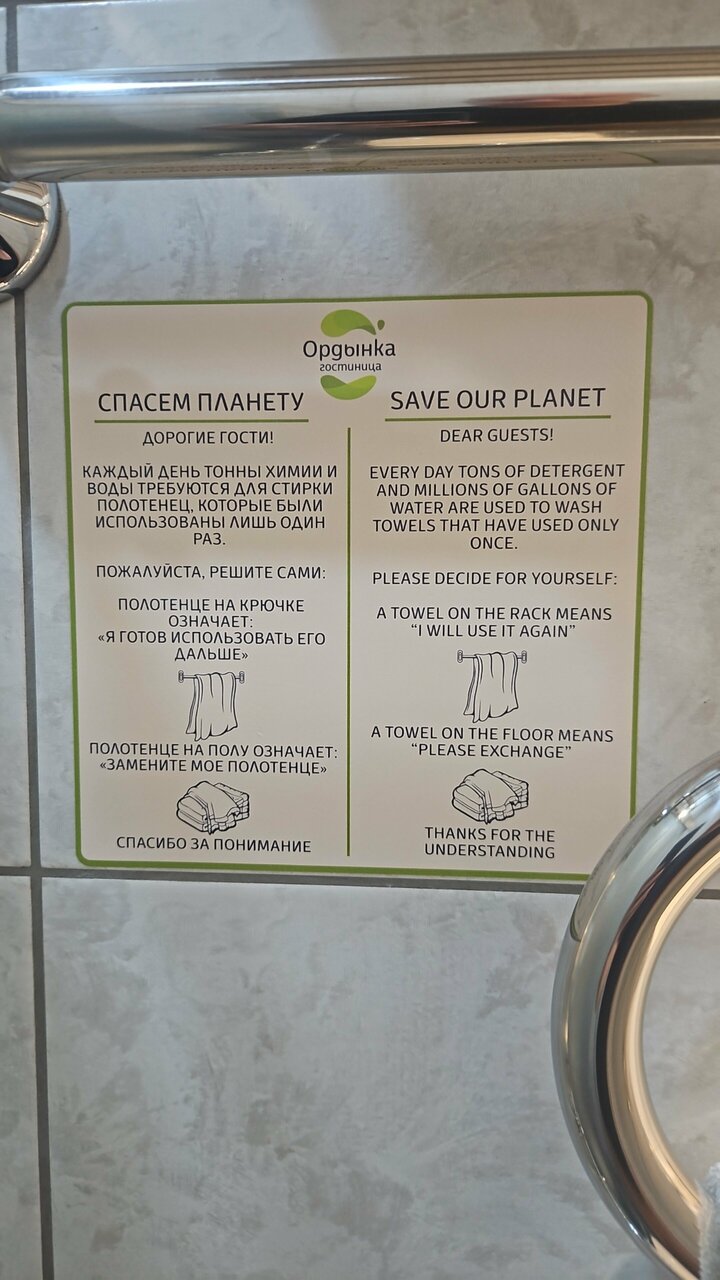 Ордынка
гостиница
СПАСЕМ ПЛАНЕТУ
ДОРОГИЕ ГОСТИ!
КАЖДЫЙ ДЕНЬ ТОННЫ ХИМИИ И
ВОДЫ ТРЕБУЮТСЯ ДЛЯ СТИРКИ
ПОЛОТЕНЕЦ, КОТОРЫЕ БЫЛИ
ИСПОЛЬЗОВАНЫ ЛИШЬ ОДИН
РАЗ.
ПОЖАЛУЙСТА, РЕШИТЕ САМИ:
ПОЛОТЕНЦЕ НА КРЮЧКЕ
ОЗНАЧАЕТ:
«Я ГОТОВ ИСПОЛЬЗОВАТЬ ЕГО
ДАЛЬШЕ»
ПОЛОТЕНЦЕ НА ПОЛУ ОЗНАЧАЕТ:
«ЗАМЕНИТЕ МОЕ ПОЛОТЕНЦЕ»
СПАСИБО ЗА ПОНИМАНИЕ
SAVE OUR PLANET
DEAR GUESTS!
EVERY DAY TONS OF DETERGENT
AND MILLIONS OF GALLONS OF
WATER ARE USED TO WASH
TOWELS THAT HAVE USED ONLY
ONCE.
PLEASE DECIDE FOR YOURSELF:
A TOWEL ON THE RACK MEANS
“I WILL USE IT AGAIN”
A TOWEL ON THE FLOOR MEANS
“PLEASE EXCHANGE”
THANKS FOR THE
UNDERSTANDING